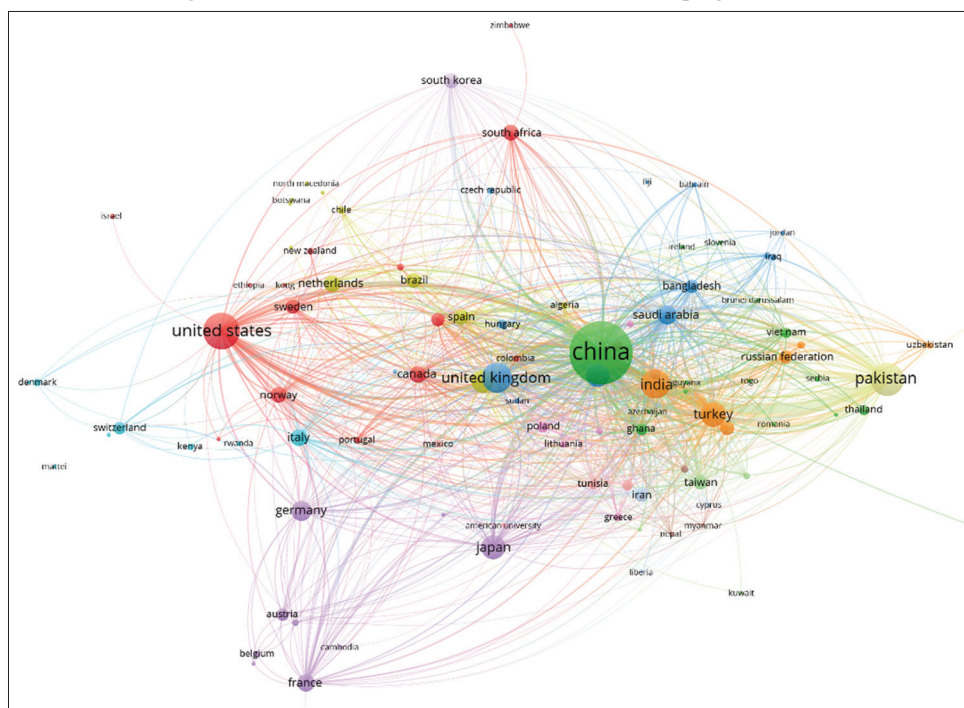 zimbabwe
south korea
south africa
czech republic
fiji
bahrain
north macedonia
botswana
chile
israel
jordan
ireland
slovenia
new zealand
iraq
ethiopia
kong
netherlands
brazil
bangladesh
brunei darussalam
sweden
algeria
saudi arabia
spain
hungary
united states
viet nam
uzbekistan
china
colombia
russian federation
canada
united kingdom
india
guyana
togo
serbia
pakistan
denmark
norway
sudan
azerbaijan
turkey
thailand
switzerland
poland
ghana
romania
italy
kenya
rwanda
portugal
mexico
lithuania
mattei
tunisia
taiwan
iran
cyprus
germany
greece
american university
myanmar
nepal
japan
liberia
kuwait
austria
cambodia
belgium
france